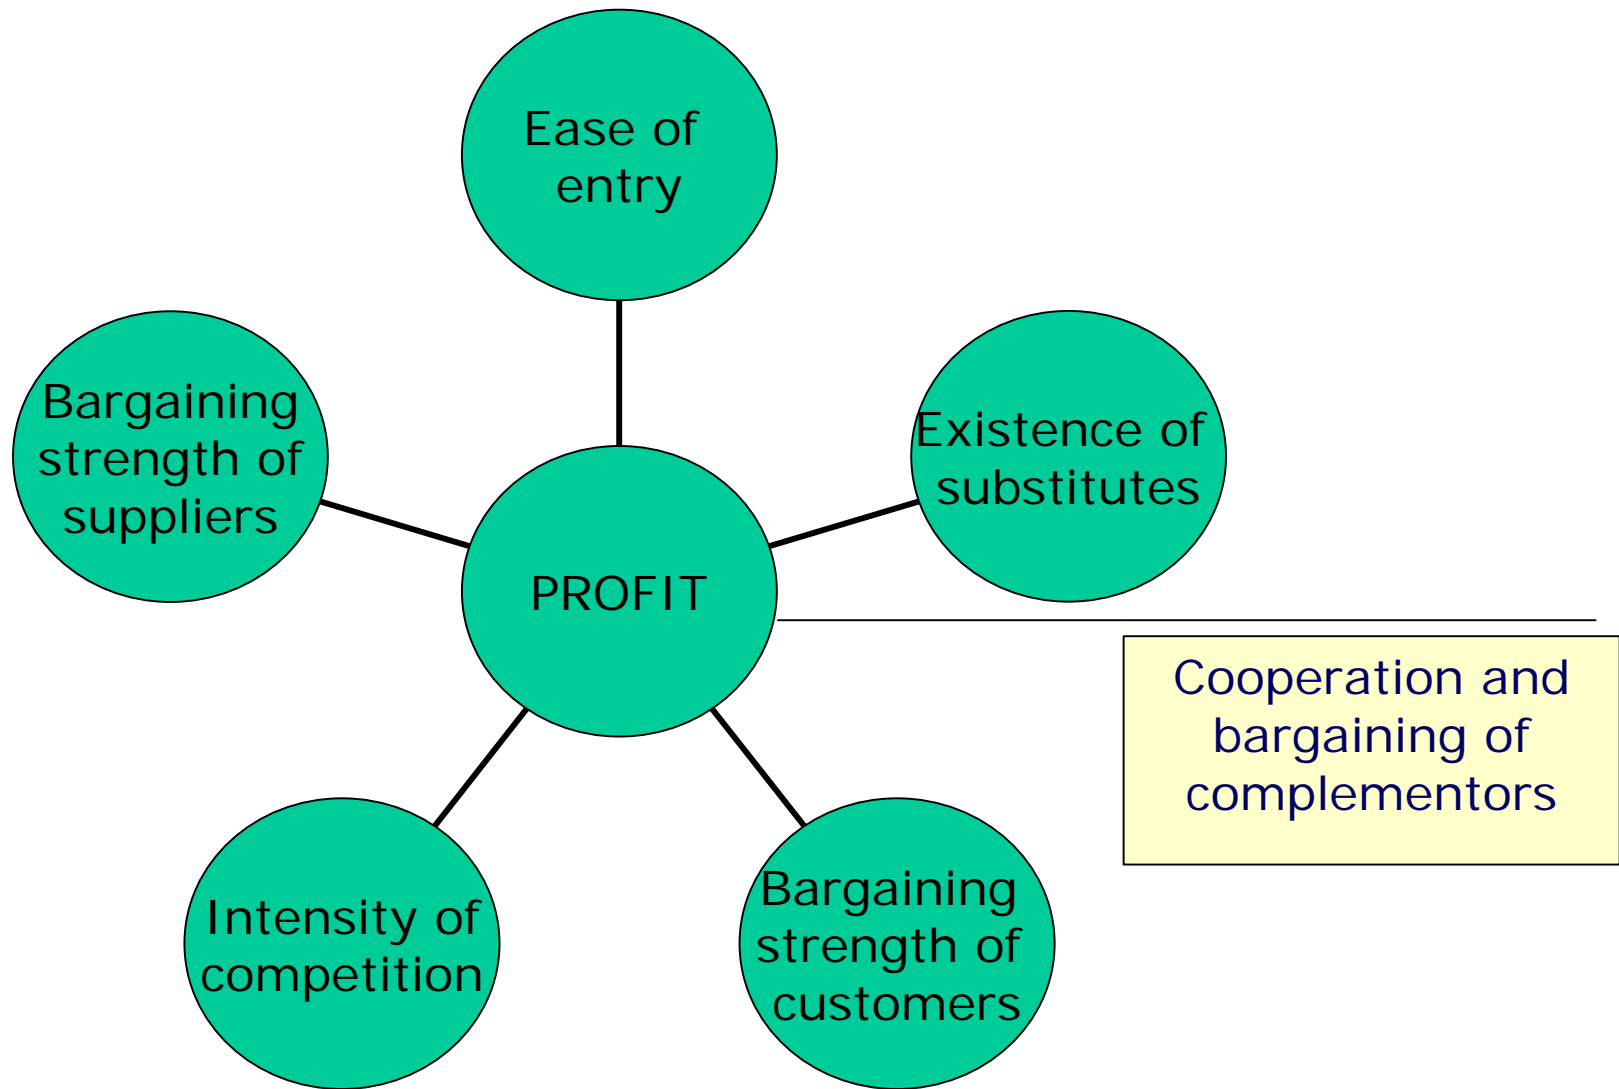 Ease of
entry
Bargaining
strength of
suppliers
Existence of
substitutes
PROFIT
Cooperation and
bargaining of
complementors
Intensity of
competition
Bargaining
strength of
customers